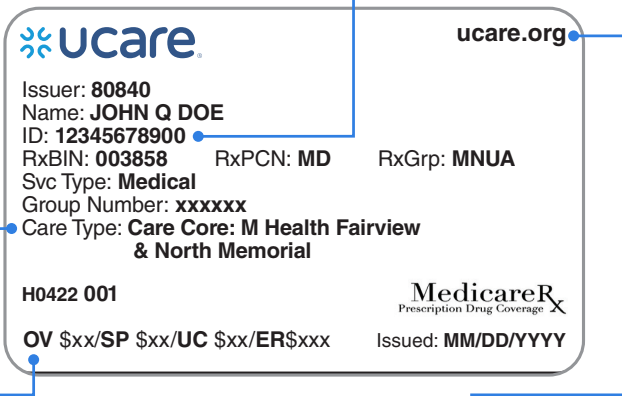 ucare® ucare.org
Issuer: 80840
Name: JOHN Q DOE
ID: 12345678900
RxBIN: 003858 RxPCN: MD RxGrp: MNUA
Svc Type: Medical
Group Number: xxxxxx
Care Type: Care Core: M Health Fairview
& North Memorial
H0422 001 MedicareRx
Prescription Drug Coverage
OV $xx/SP $xx/UC $xx/ER$xxx Issued: MM/DD/YYYY